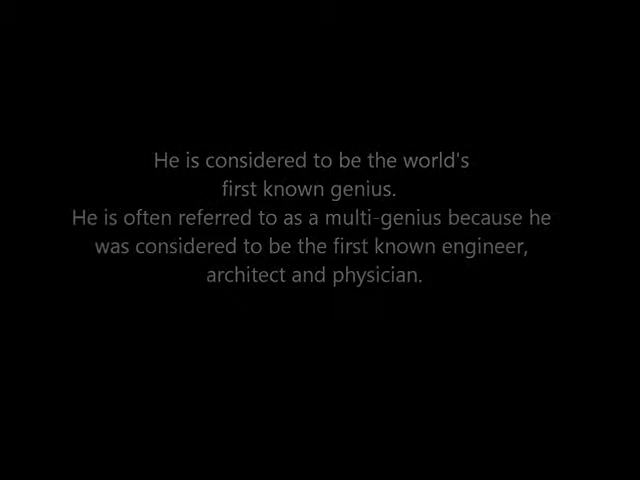 He is considered to be the world's
first known genius.
He is often referred to as a multi-genius because he
was considered to be the first known engineer,
architect and physician.